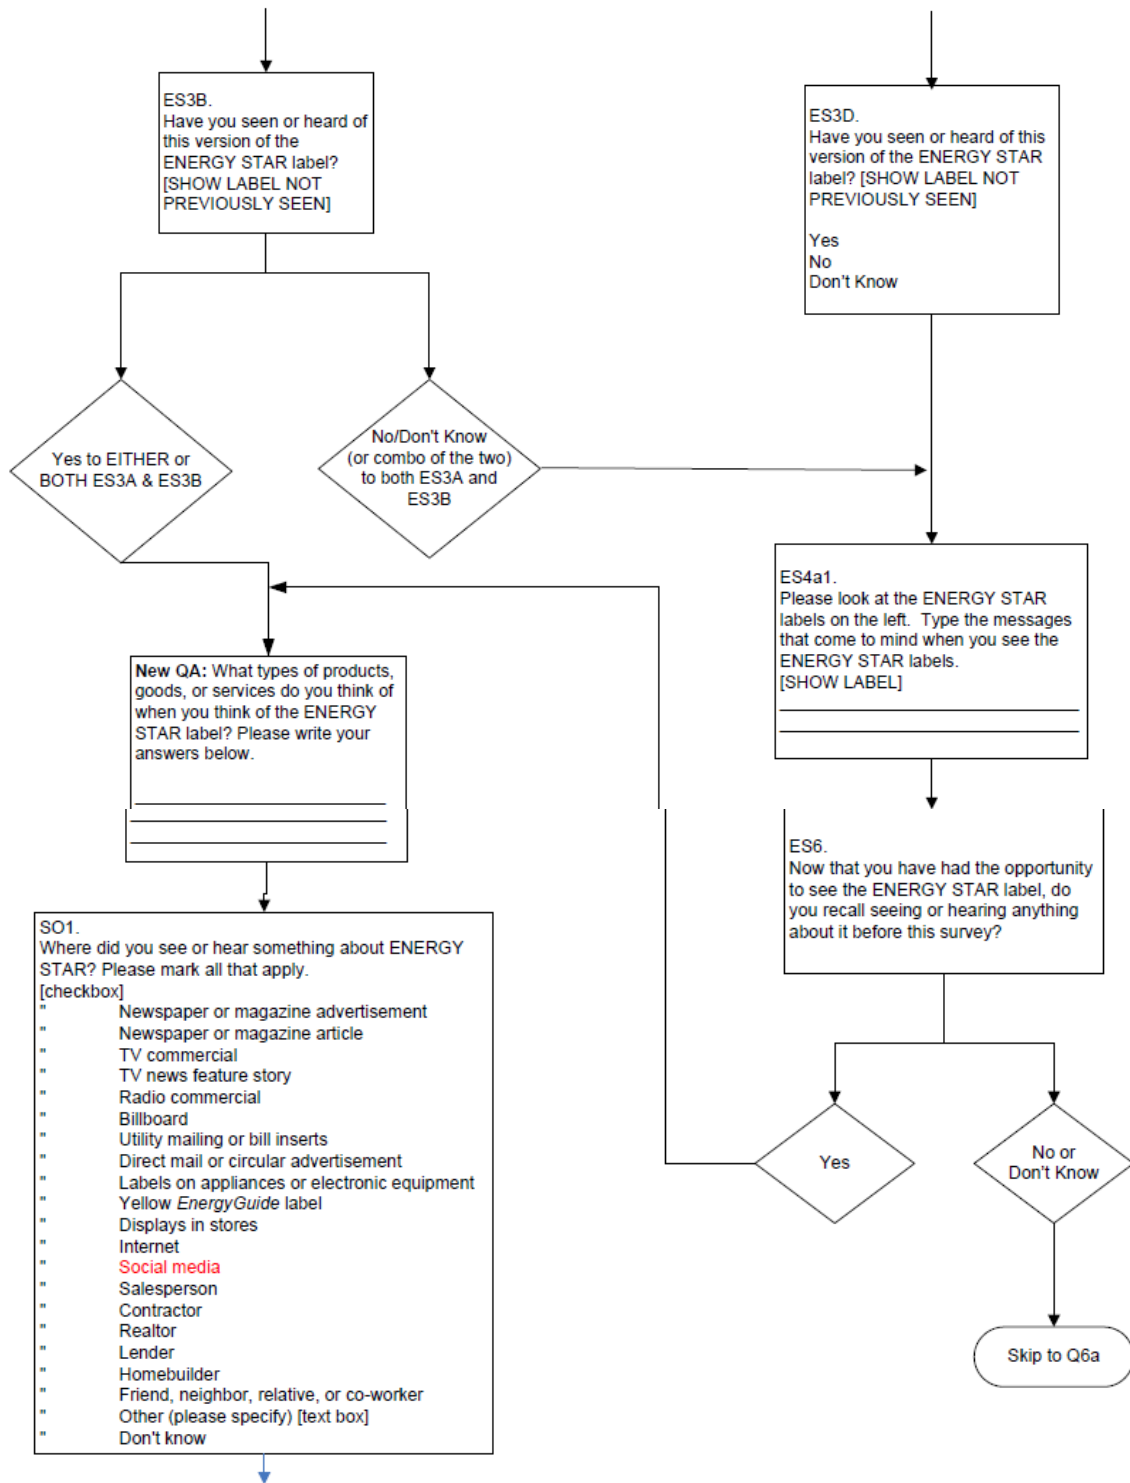 ES3B.
Have you seen or heard of
this version of the
ENERGY STAR label?
[SHOW LABEL NOT
PREVIOUSLY SEEN]
ES3D.
Have you seen or heard of this
version of the ENERGY STAR
label? [SHOW LABEL NOT
PREVIOUSLY SEEN]
Yes
No
Don't Know
Yes to EITHER or
BOTH ES3A & ES3B
No/Don't Know
(or combo of the two)
to both ES3A and
ES3B
ES4a1.
Please look at the ENERGY STAR
labels on the left. Type the messages
that come to mind when you see the
ENERGY STAR labels.
[SHOW LABEL]
New QA: What types of products,
goods, or services do you think of
when you think of the ENERGY
STAR label? Please write your
answers below.
ES6.
Now that you have had the opportunity
to see the ENERGY STAR label, do
you recall seeing or hearing anything
about it before this survey?
SO1.
Where did you see or hear something about ENERGY
STAR? Please mark all that apply.
[checkbox]
" Newspaper or magazine advertisement
" Newspaper or magazine article
" TV commercial
" TV news feature story
" Radio commercial
" Billboard
" Utility mailing or bill inserts
" Direct mail or circular advertisement
" Labels on appliances or electronic equipment
" Yellow EnergyGuide label
" Displays in stores
" Internet
" Social media
" Salesperson
" Contractor
" Realtor
" Lender
" Homebuilder
" Friend, neighbor, relative, or co-worker
" Other (please specify) [text box]
" Don't know
Yes
No or
Don't Know
Skip to Q6a